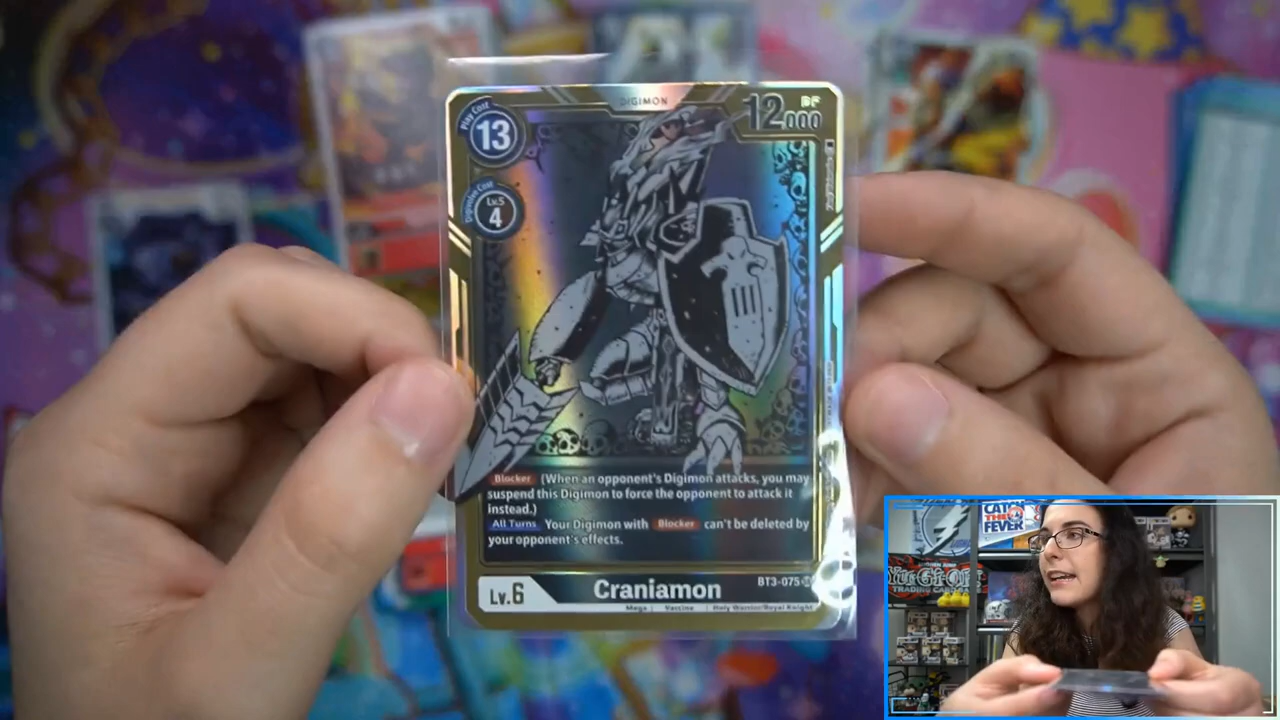 DIGIMON
Play Cost
13
12000
DP
Digivolve Cost
Lv.5
4
Blocker (When an opponent's Digimon attacks, you may
suspend this Digimon to force the opponent to attack it
instead.)
All Turns Your Digimon with Blocker can't be deleted by
your opponent's effects.
BT3-075
Lv.6
Craniamon
Mega | Vaccine | Holy Warrior/Royal Knight
CATCH
THE
FEVER
Yu-Gi-Oh!
TRADING CARD GAME